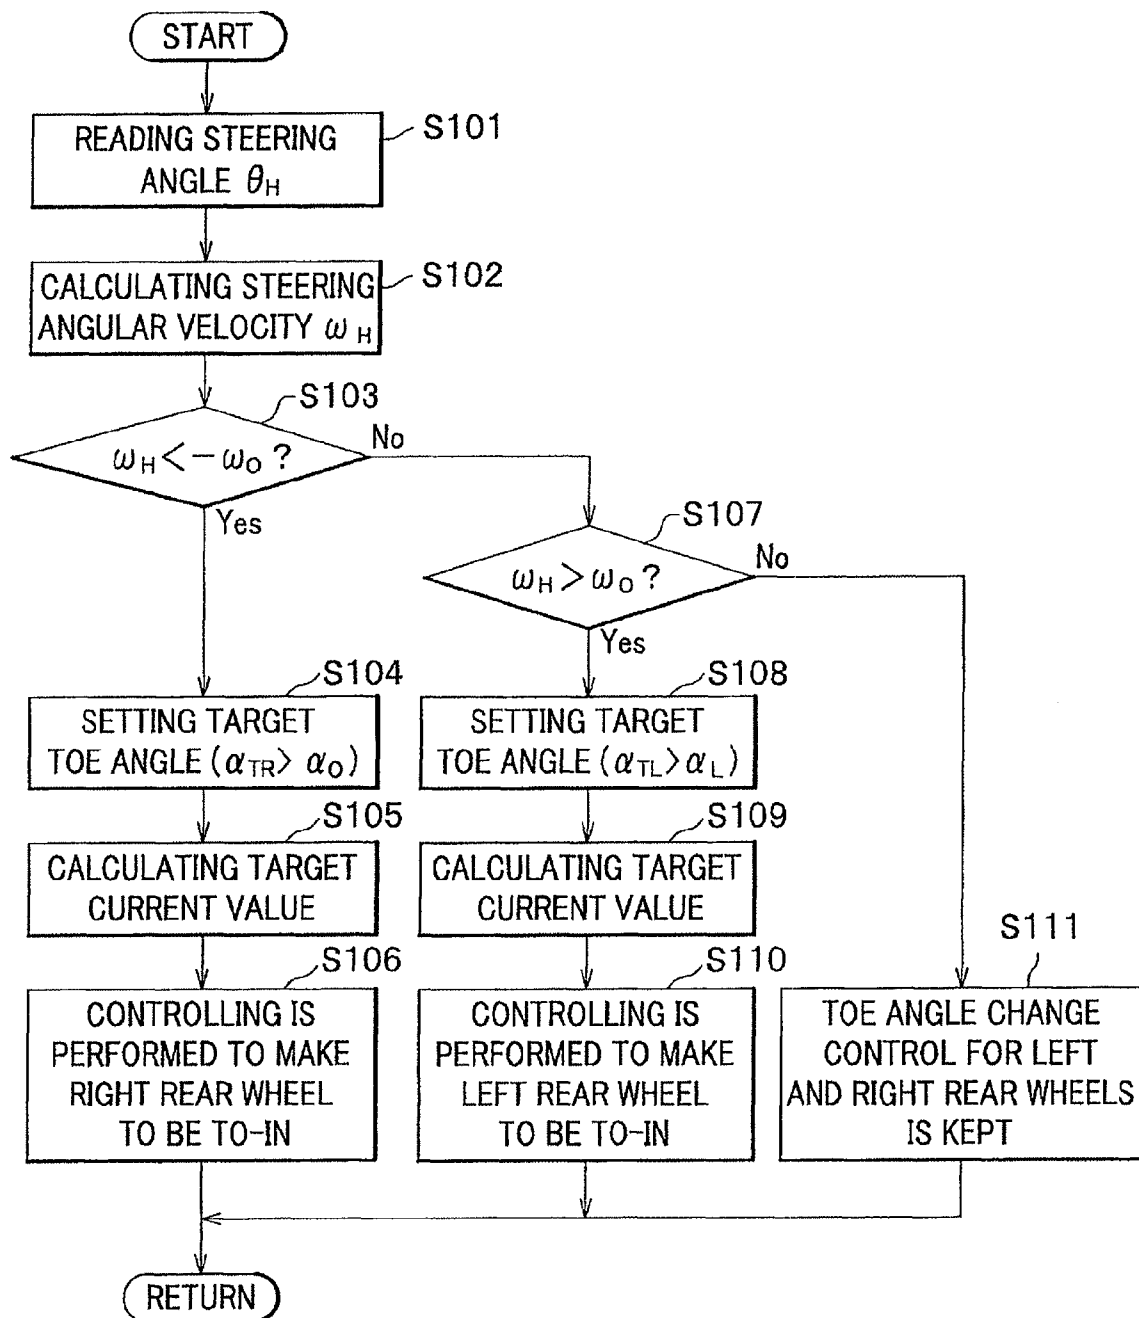 START
READING STEERING
ANGLE θH
S101
CALCULATING STEERING
ANGULAR VELOCITY ωH
S102
S103
ωH<-ωO?
No
Yes
S107
ωH>ωO?
No
Yes
S104
SETTING TARGET
TOE ANGLE (αTR> αO)
S108
SETTING TARGET
TOE ANGLE (αTL>αL)
S105
CALCULATING TARGET
CURRENT VALUE
S109
CALCULATING TARGET
CURRENT VALUE
S106
CONTROLLING IS
PERFORMED TO MAKE
RIGHT REAR WHEEL
TO BE TO-IN
S110
CONTROLLING IS
PERFORMED TO MAKE
LEFT REAR WHEEL
TO BE TO-IN
S111
TOE ANGLE CHANGE
CONTROL FOR LEFT
AND RIGHT REAR WHEELS
IS KEPT
RETURN